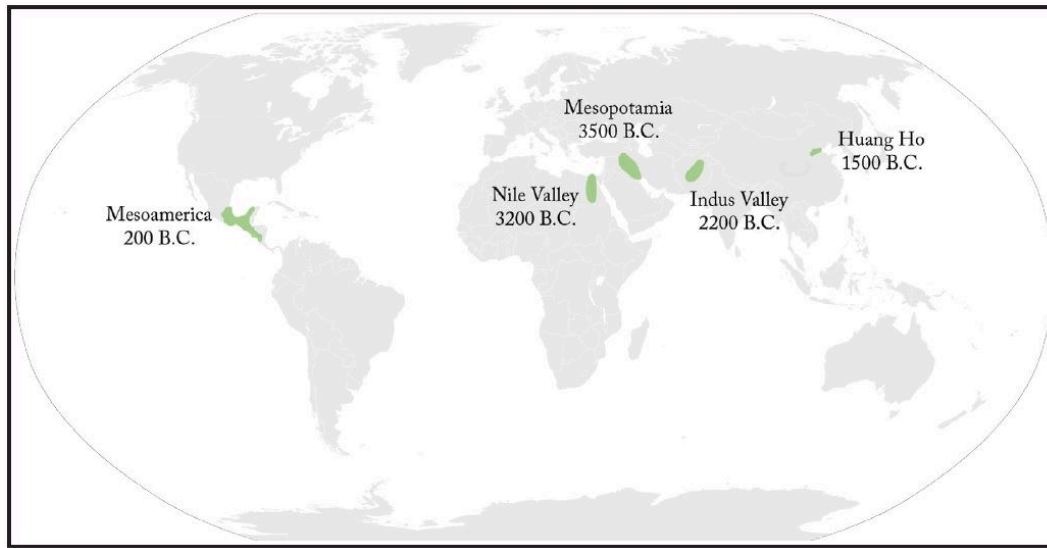 Mesopotamia
3500 B.C.
Huang Ho
1500 B.C.
Nile Valley
3200 B.C.
Indus Valley
2200 B.C.
Mesoamerica
200 B.C.